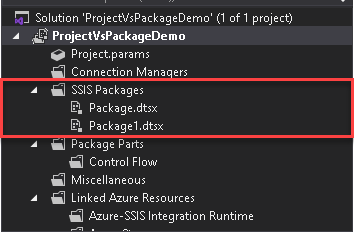 Solution 'ProjectVsPackageDemo' (1 of 1 project)
ProjectVsPackageDemo
Project.params
Connection Managers
SSIS Packages
Package.dtsx
Package1.dtsx
Package Parts
Control Flow
Miscellaneous
Linked Azure Resources
Azure-SSIS Integration Runtime